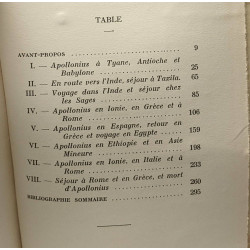 TABLE
AVANT-PROPOS 9
I. — Apollonius à Tyane, Antioche et
Babylone 25
II. — En route vers l'Inde, séjour à Taxila. 65
III. — Voyage dans l'Inde et séjour chez
les Sages 85
IV. — Apollonius en Ionie, en Grèce et à
Rome 106
V. — Apollonius en Espagne, retour en
Grèce et voyage en Egypte 159
VI. — Apollonius en Ethiopie et en Asie
Mineure 198
VII. — Apollonius en Ionie, en Italie et à
Rome 233
VIII. — Séjour à Rome et en Grèce, et mort
d'Apollonius 260
BIBLIOGRAPHIE SOMMAIRE 295